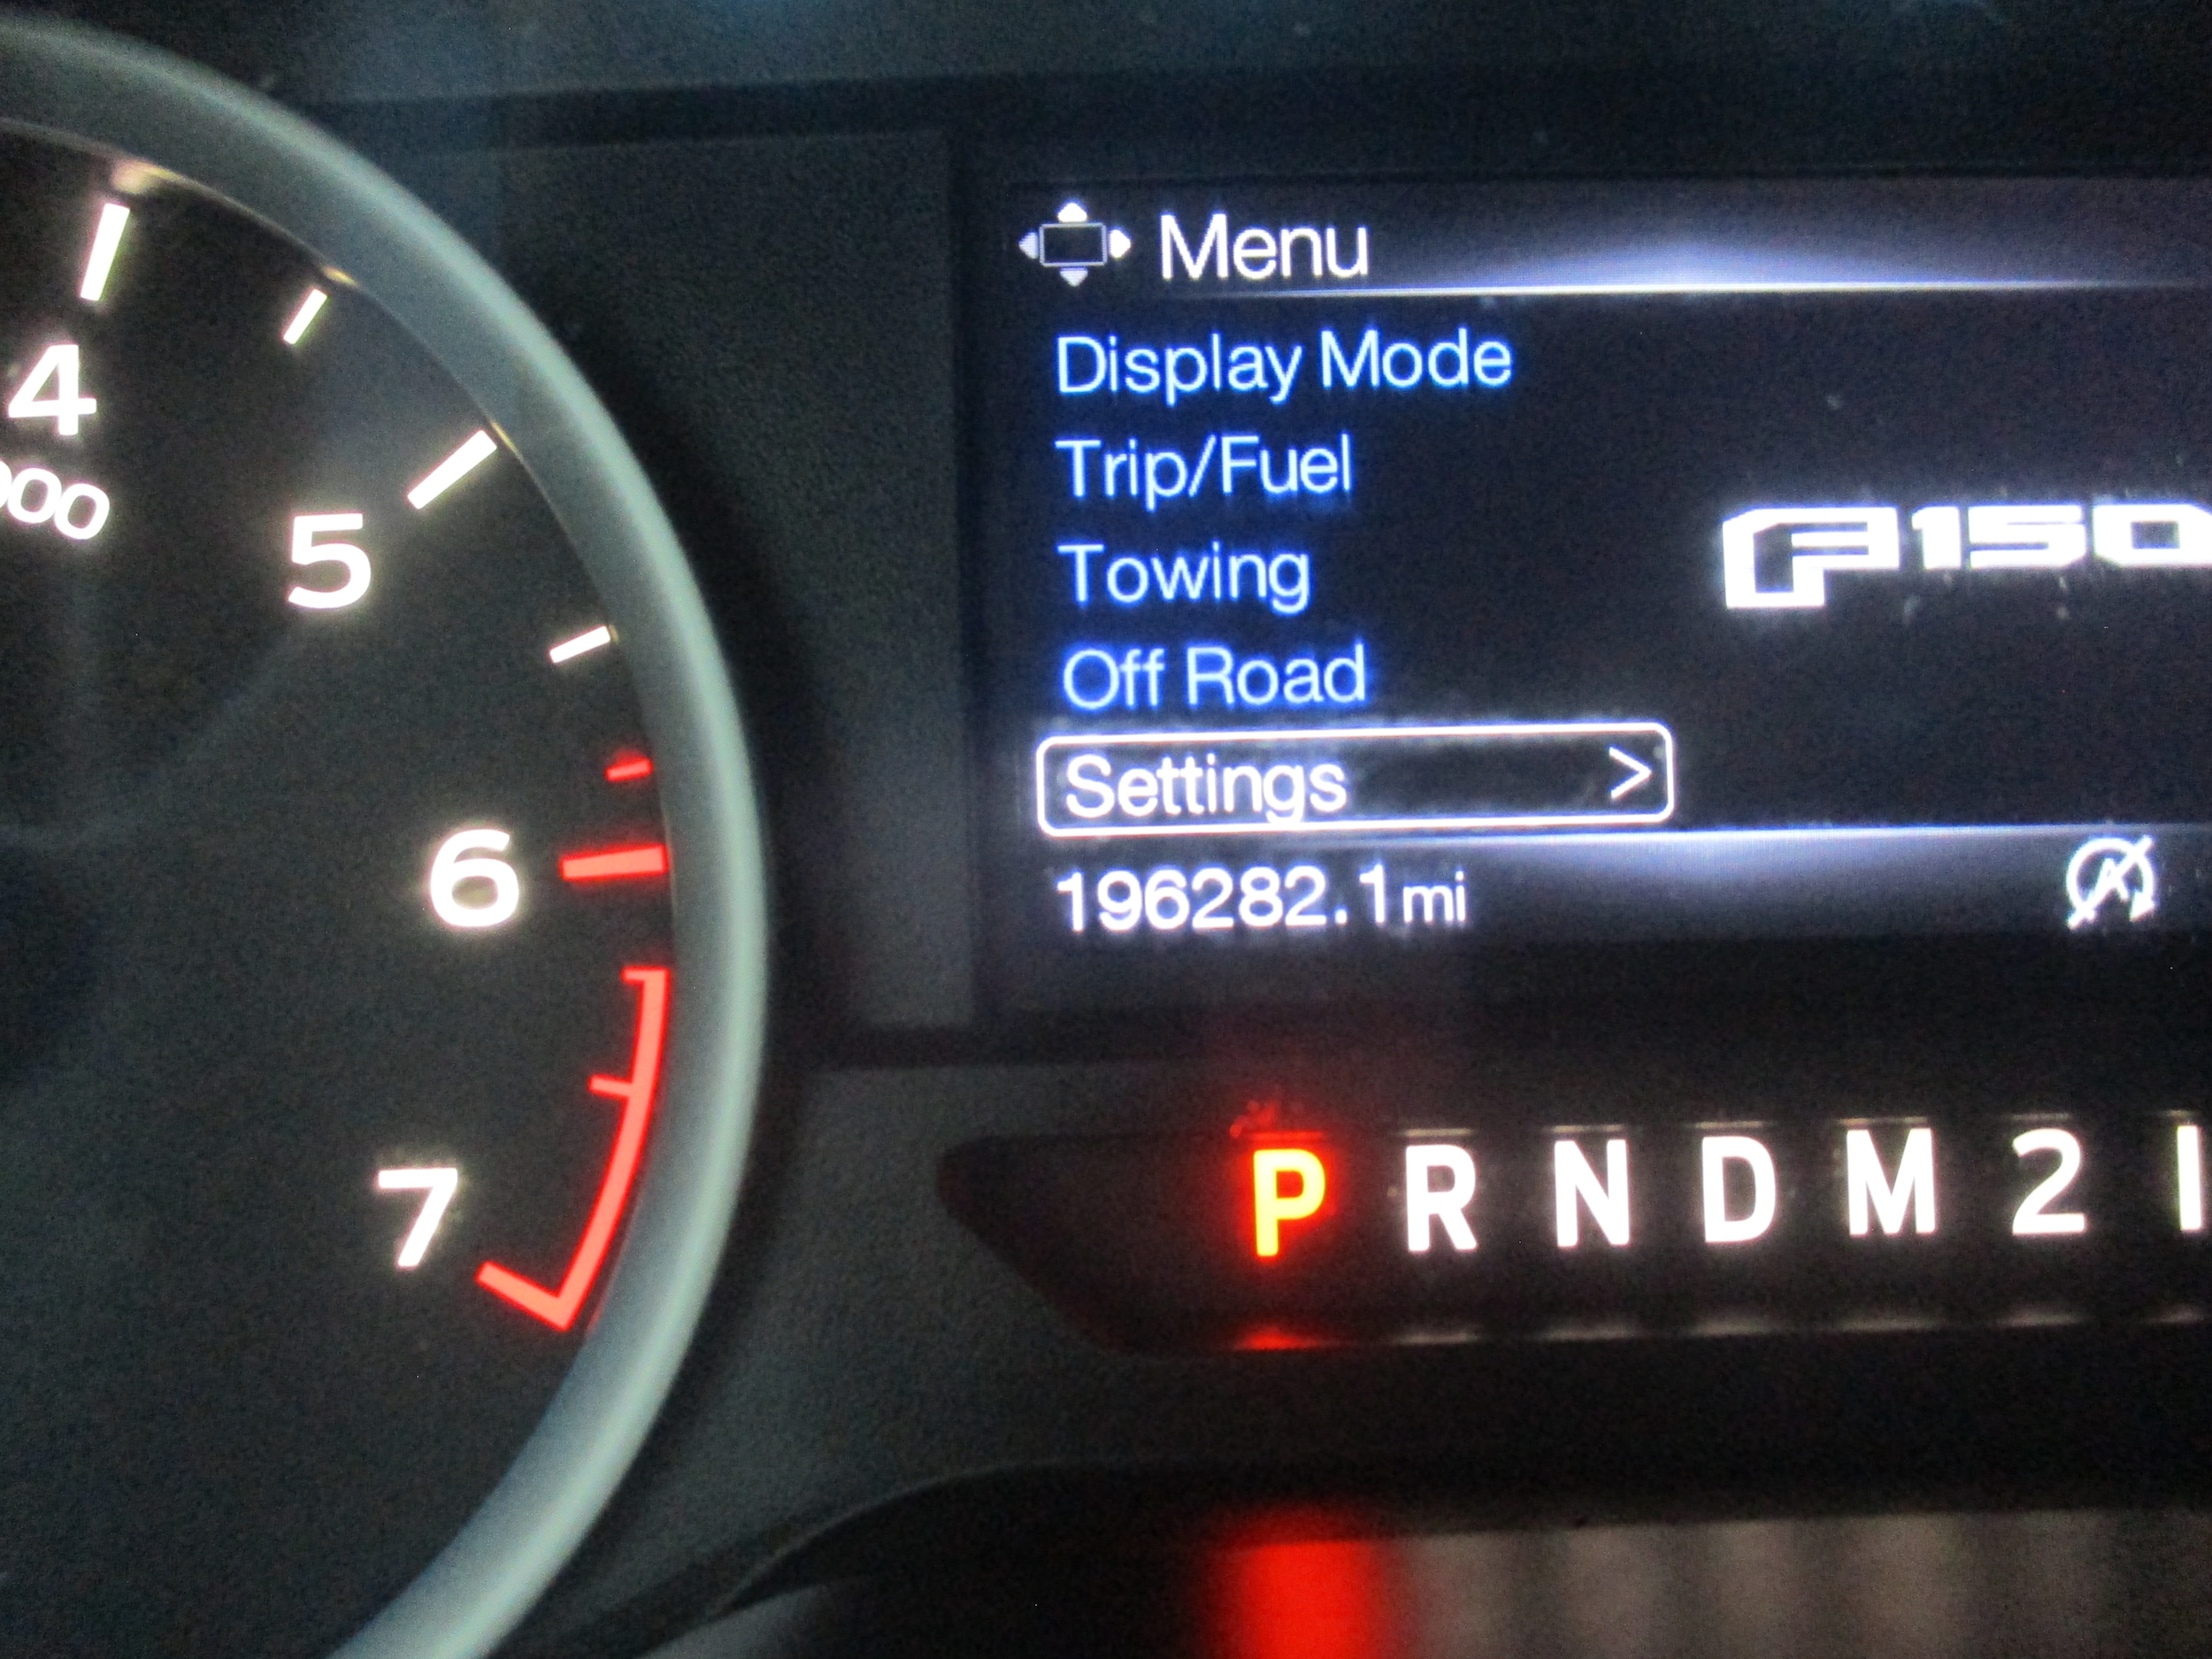 4
000
5
6
7
Menu
Display Mode
Trip/Fuel
Towing
Off Road
Settings >
F150
196282.1mi
A
P R N D M 2